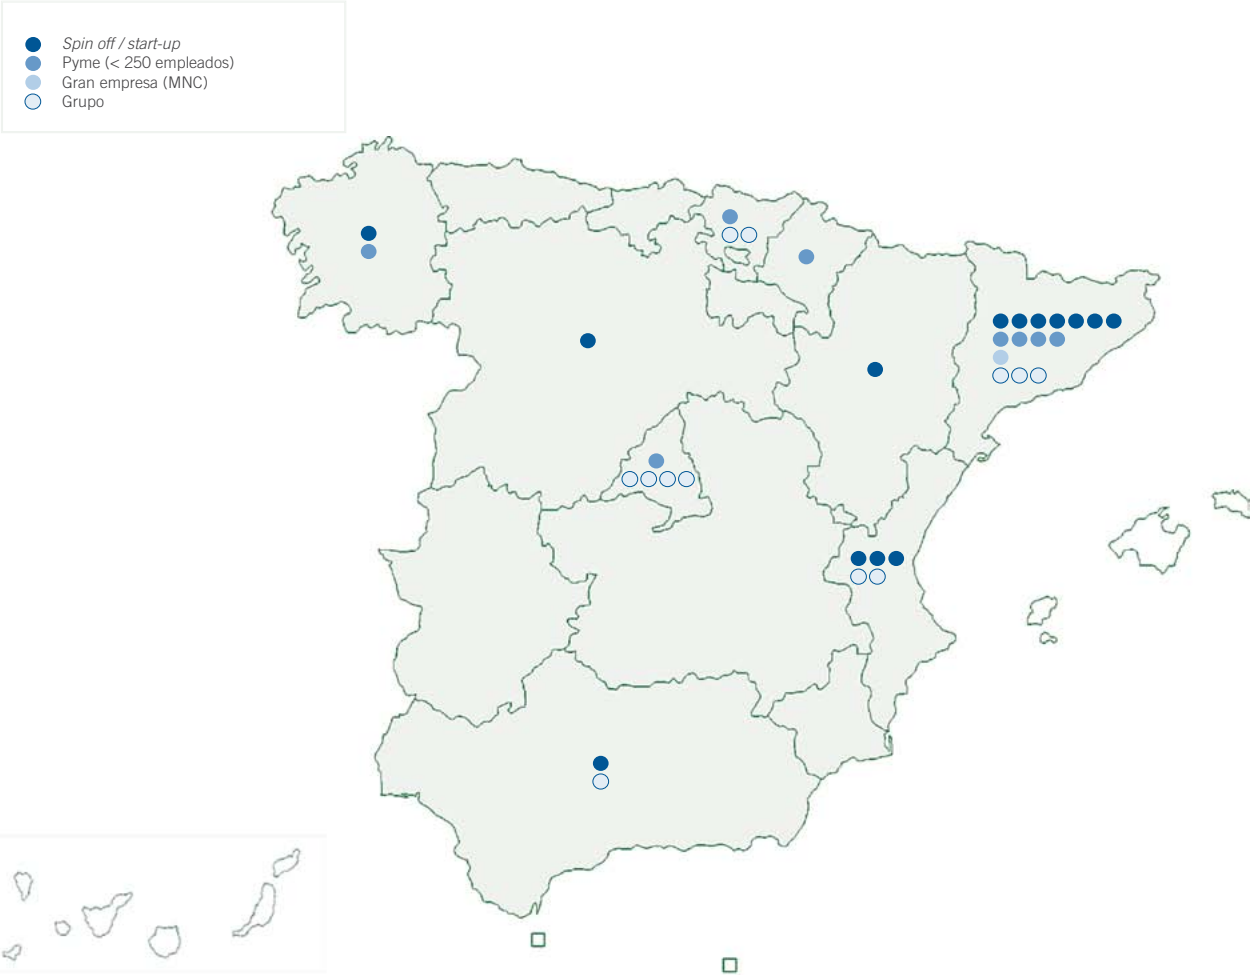 Spin off / start-up
Pyme (< 250 empleados)
Gran empresa (MNC)
Grupo